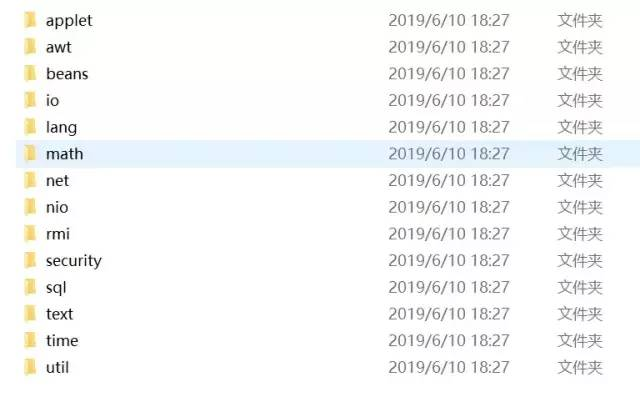 applet 2019/6/10 18:27 文件夹
awt 2019/6/10 18:27 文件夹
beans 2019/6/10 18:27 文件夹
io 2019/6/10 18:27 文件夹
lang 2019/6/10 18:27 文件夹
math 2019/6/10 18:27 文件夹
net 2019/6/10 18:27 文件夹
nio 2019/6/10 18:27 文件夹
rmi 2019/6/10 18:27 文件夹
security 2019/6/10 18:27 文件夹
sql 2019/6/10 18:27 文件夹
text 2019/6/10 18:27 文件夹
time 2019/6/10 18:27 文件夹
util 2019/6/10 18:27 文件夹